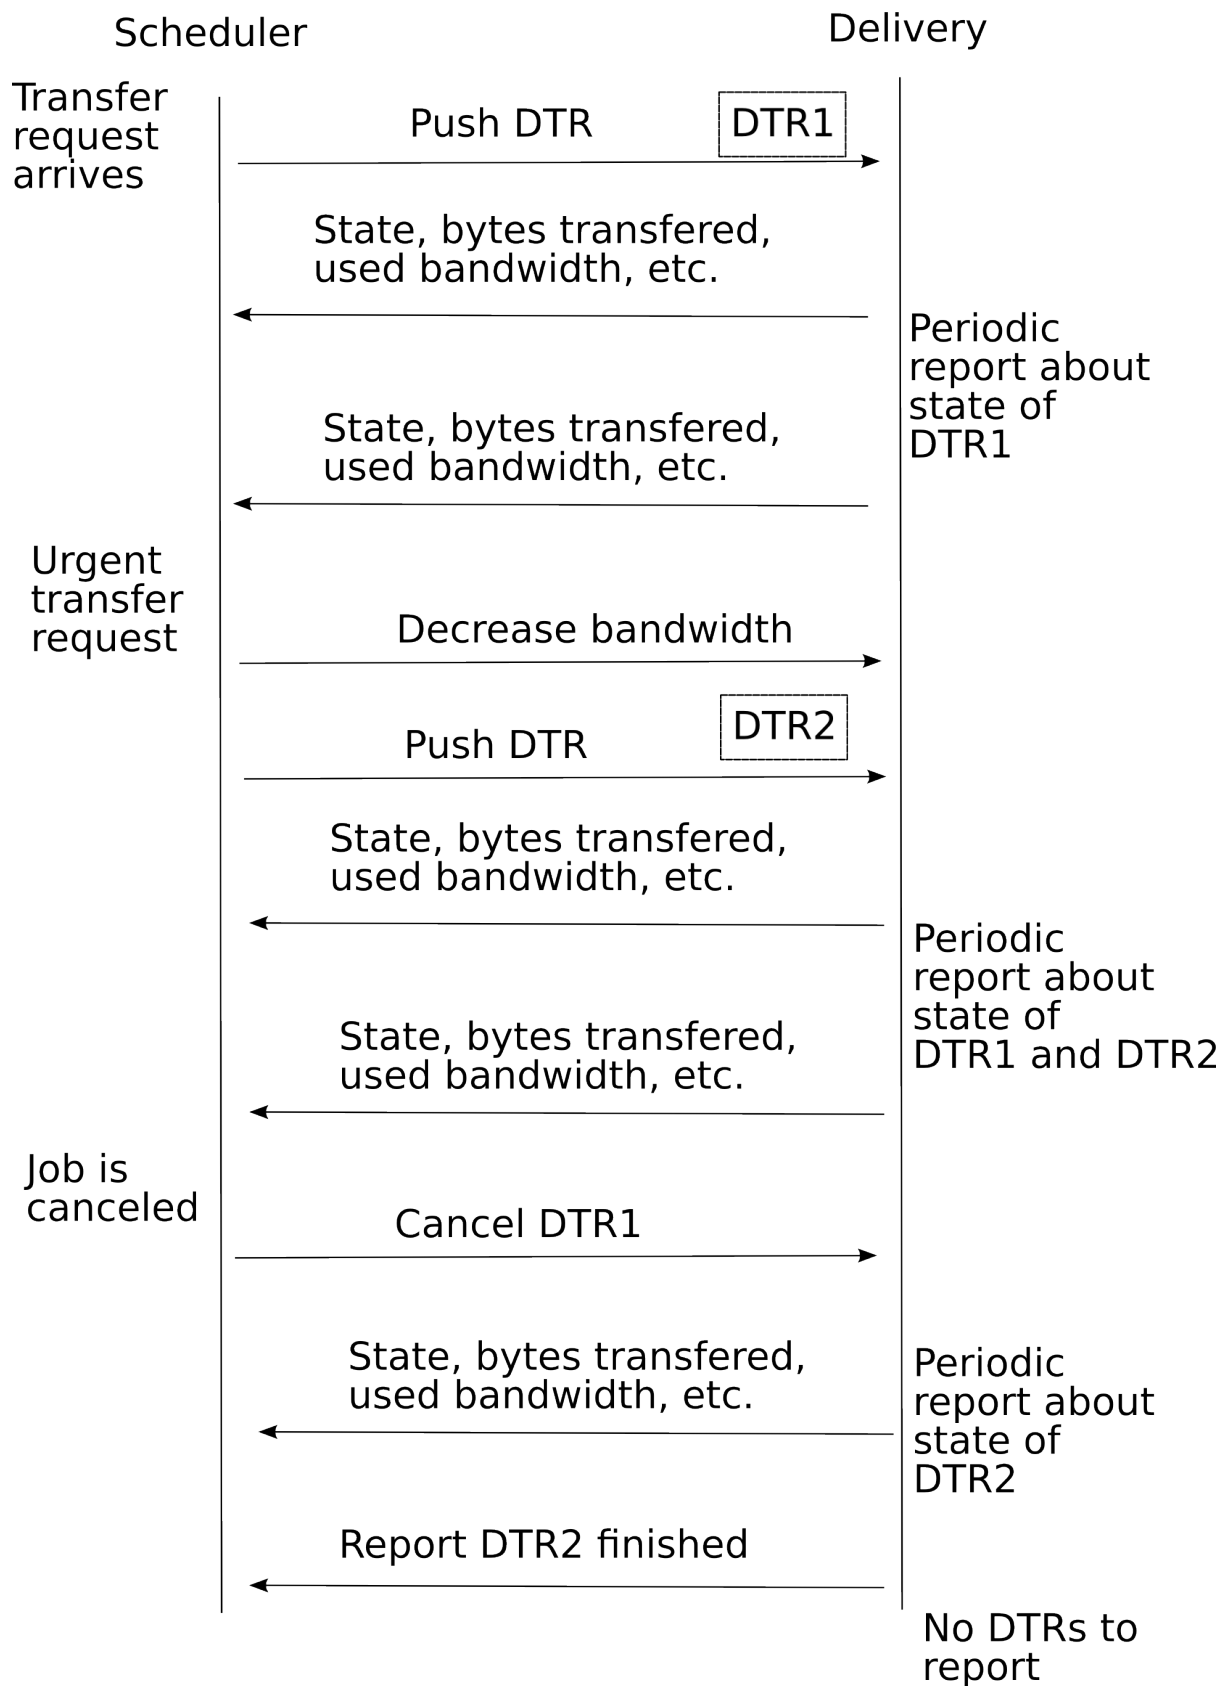 Scheduler
Delivery
Transfer
request
arrives
Push DTR
DTR1
State, bytes transfered,
used bandwidth, etc.
Periodic
report about
state of
DTR1
State, bytes transfered,
used bandwidth, etc.
Urgent
transfer
request
Decrease bandwidth
Push DTR
DTR2
State, bytes transfered,
used bandwidth, etc.
Periodic
report about
state of
DTR1 and DTR2
State, bytes transfered,
used bandwidth, etc.
Job is
canceled
Cancel DTR1
State, bytes transfered,
used bandwidth, etc.
Periodic
report about
state of
DTR2
Report DTR2 finished
No DTRs to
report